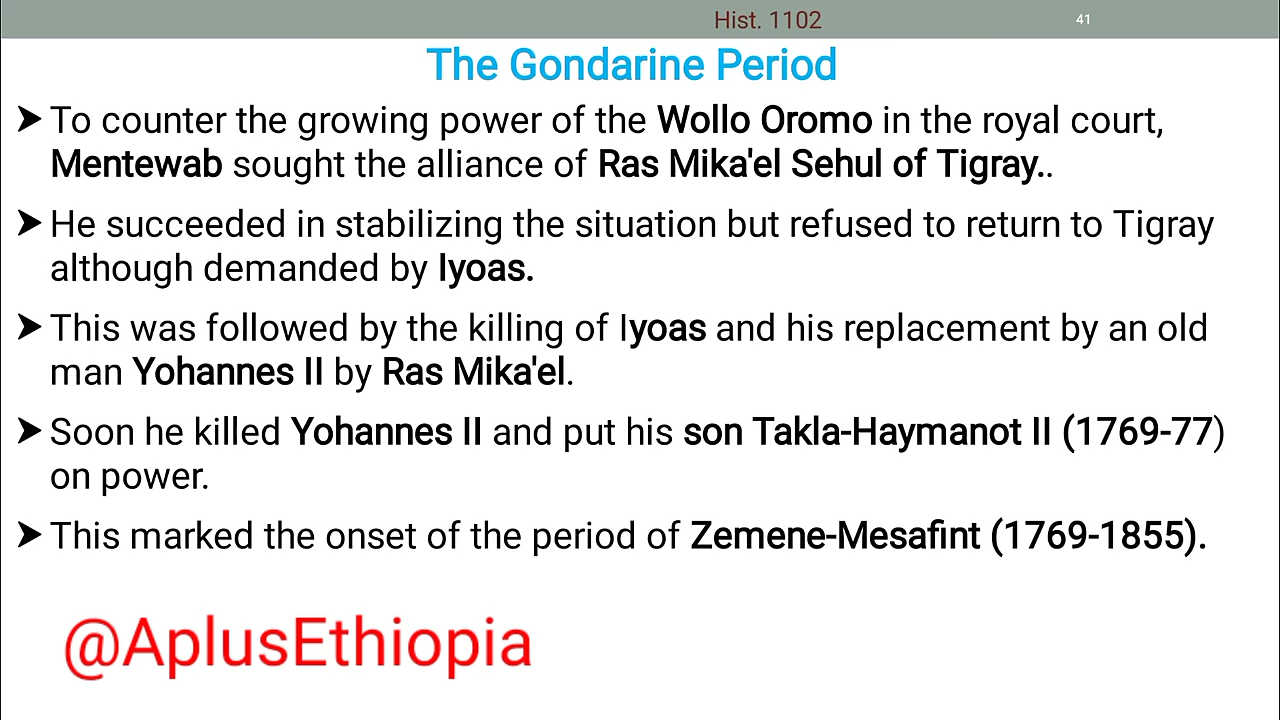 Hist. 1102 41
The Gondarine Period
➤ To counter the growing power of the Wollo Oromo in the royal court,
Mentewab sought the alliance of Ras Mika'el Sehul of Tigray..
➤ He succeeded in stabilizing the situation but refused to return to Tigray
although demanded by Iyoas.
➤ This was followed by the killing of Iyoas and his replacement by an old
man Yohannes II by Ras Mika'el.
➤ Soon he killed Yohannes II and put his son Takla-Haymanot II (1769-77)
on power.
➤ This marked the onset of the period of Zemene-Mesafint (1769-1855).
@AplusEthiopia